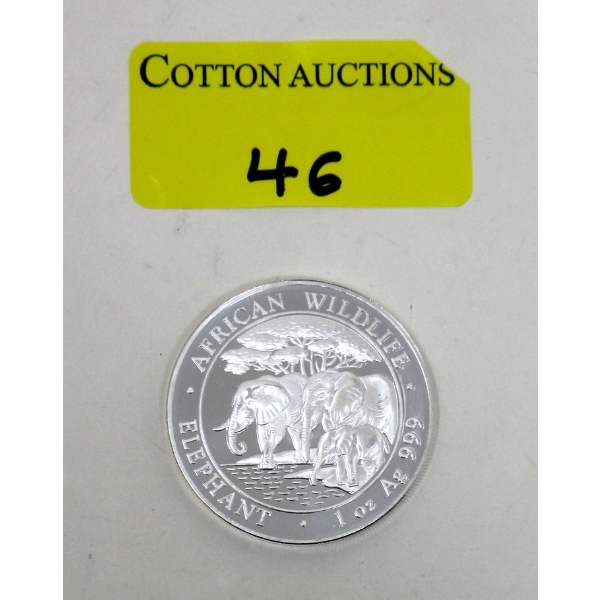 COTTON AUCTIONS
46
AFRICAN WILDLIFE
ELEPHANT · 1 oz Ag 999